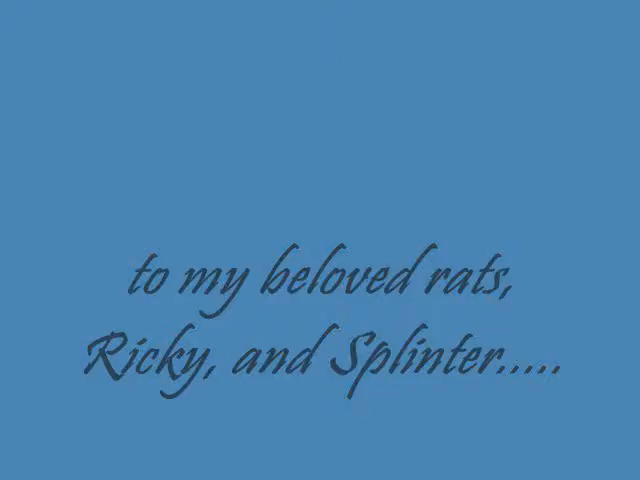 to my beloved rats,
Ricky, and Splinter.....